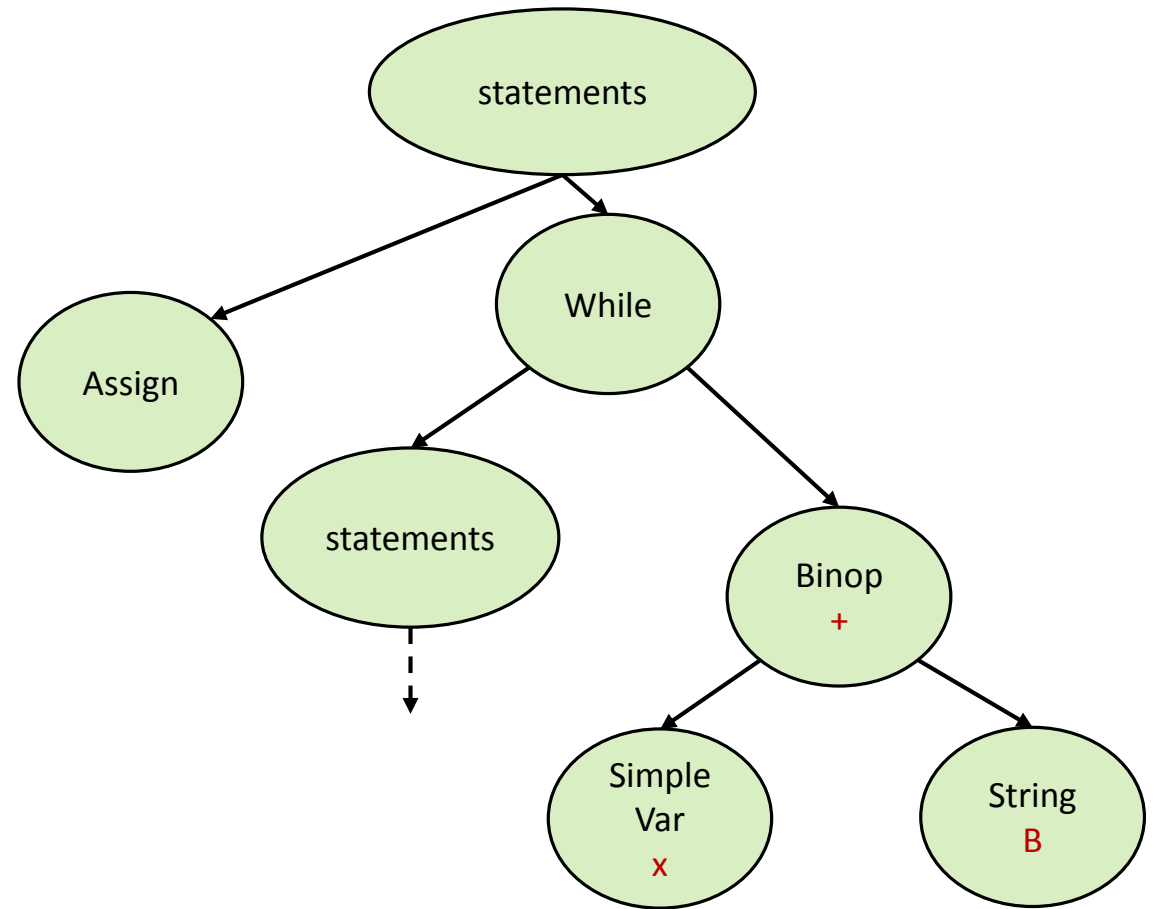 statements
While
Assign
statements
Binop
+
Simple
Var
x
String
B